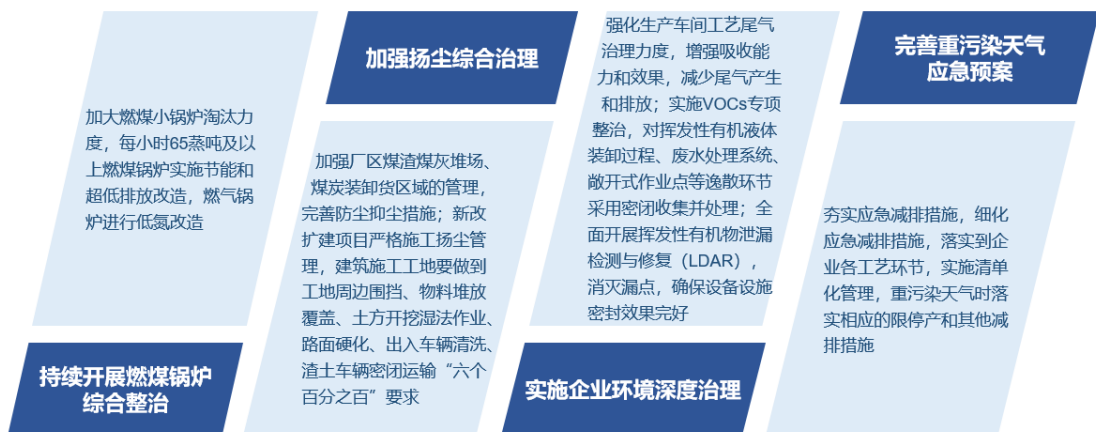 加大燃煤小锅炉淘汰力
度，每小时65蒸吨及以
上燃煤锅炉实施节能和
超低排放改造，燃气锅
炉进行低氮改造
持续开展燃煤锅炉
综合整治
加强扬尘综合治理
加强厂区煤渣煤灰堆场、
煤炭装卸货区域的管理，
完善防尘抑尘措施；新改
扩建项目严格施工场尘管
理，建筑施工工地要做到
工地周边围挡、物料堆放
覆盖、土方开挖湿法作业、
路面硬化、出入车辆清洗、
渣土车辆密闭运输“六个
百分之百”要求
强化生产车间工艺尾气
治理力度，增强吸收能
力和效果，减少尾气产生
和排放；实施VOCs专项
整治，对挥发性有机液体
装卸过程、废水处理系统、
敞开式作业点等逸散环节
采用密闭收集并处理；全
面开展挥发性有机物泄漏
检测与修复（LDAR），
消灭漏点，确保设备设施
密封效果完好
实施企业环境深度治理
完善重污染天气
应急预案
夯实应急减排措施，细化
应急减排措施，落实到企
业各工艺环节，实施清单
化管理，重污染天气时落
实相应的限停产和其他减
排措施